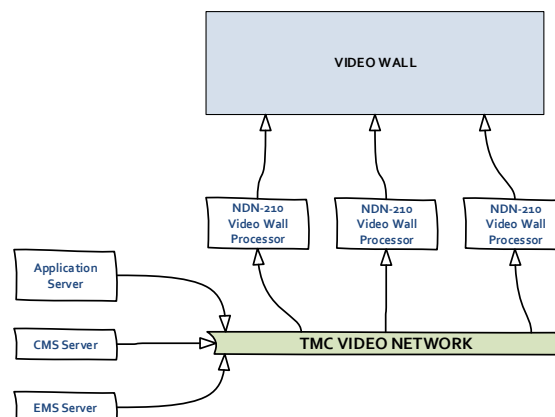 VIDEO WALL
NDN-210
Video Wall
Processor
NDN-210
Video Wall
Processor
NDN-210
Video Wall
Processor
Application
Server
CMS Server
TMC VIDEO NETWORK
EMS Server